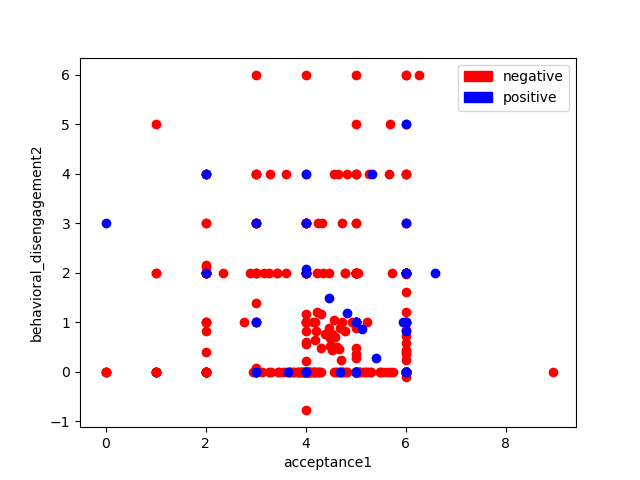 negative
positive
6
5
4
3
2
1
0
−1
behavioral_disengagement2
0 2 4 6 8
acceptance1